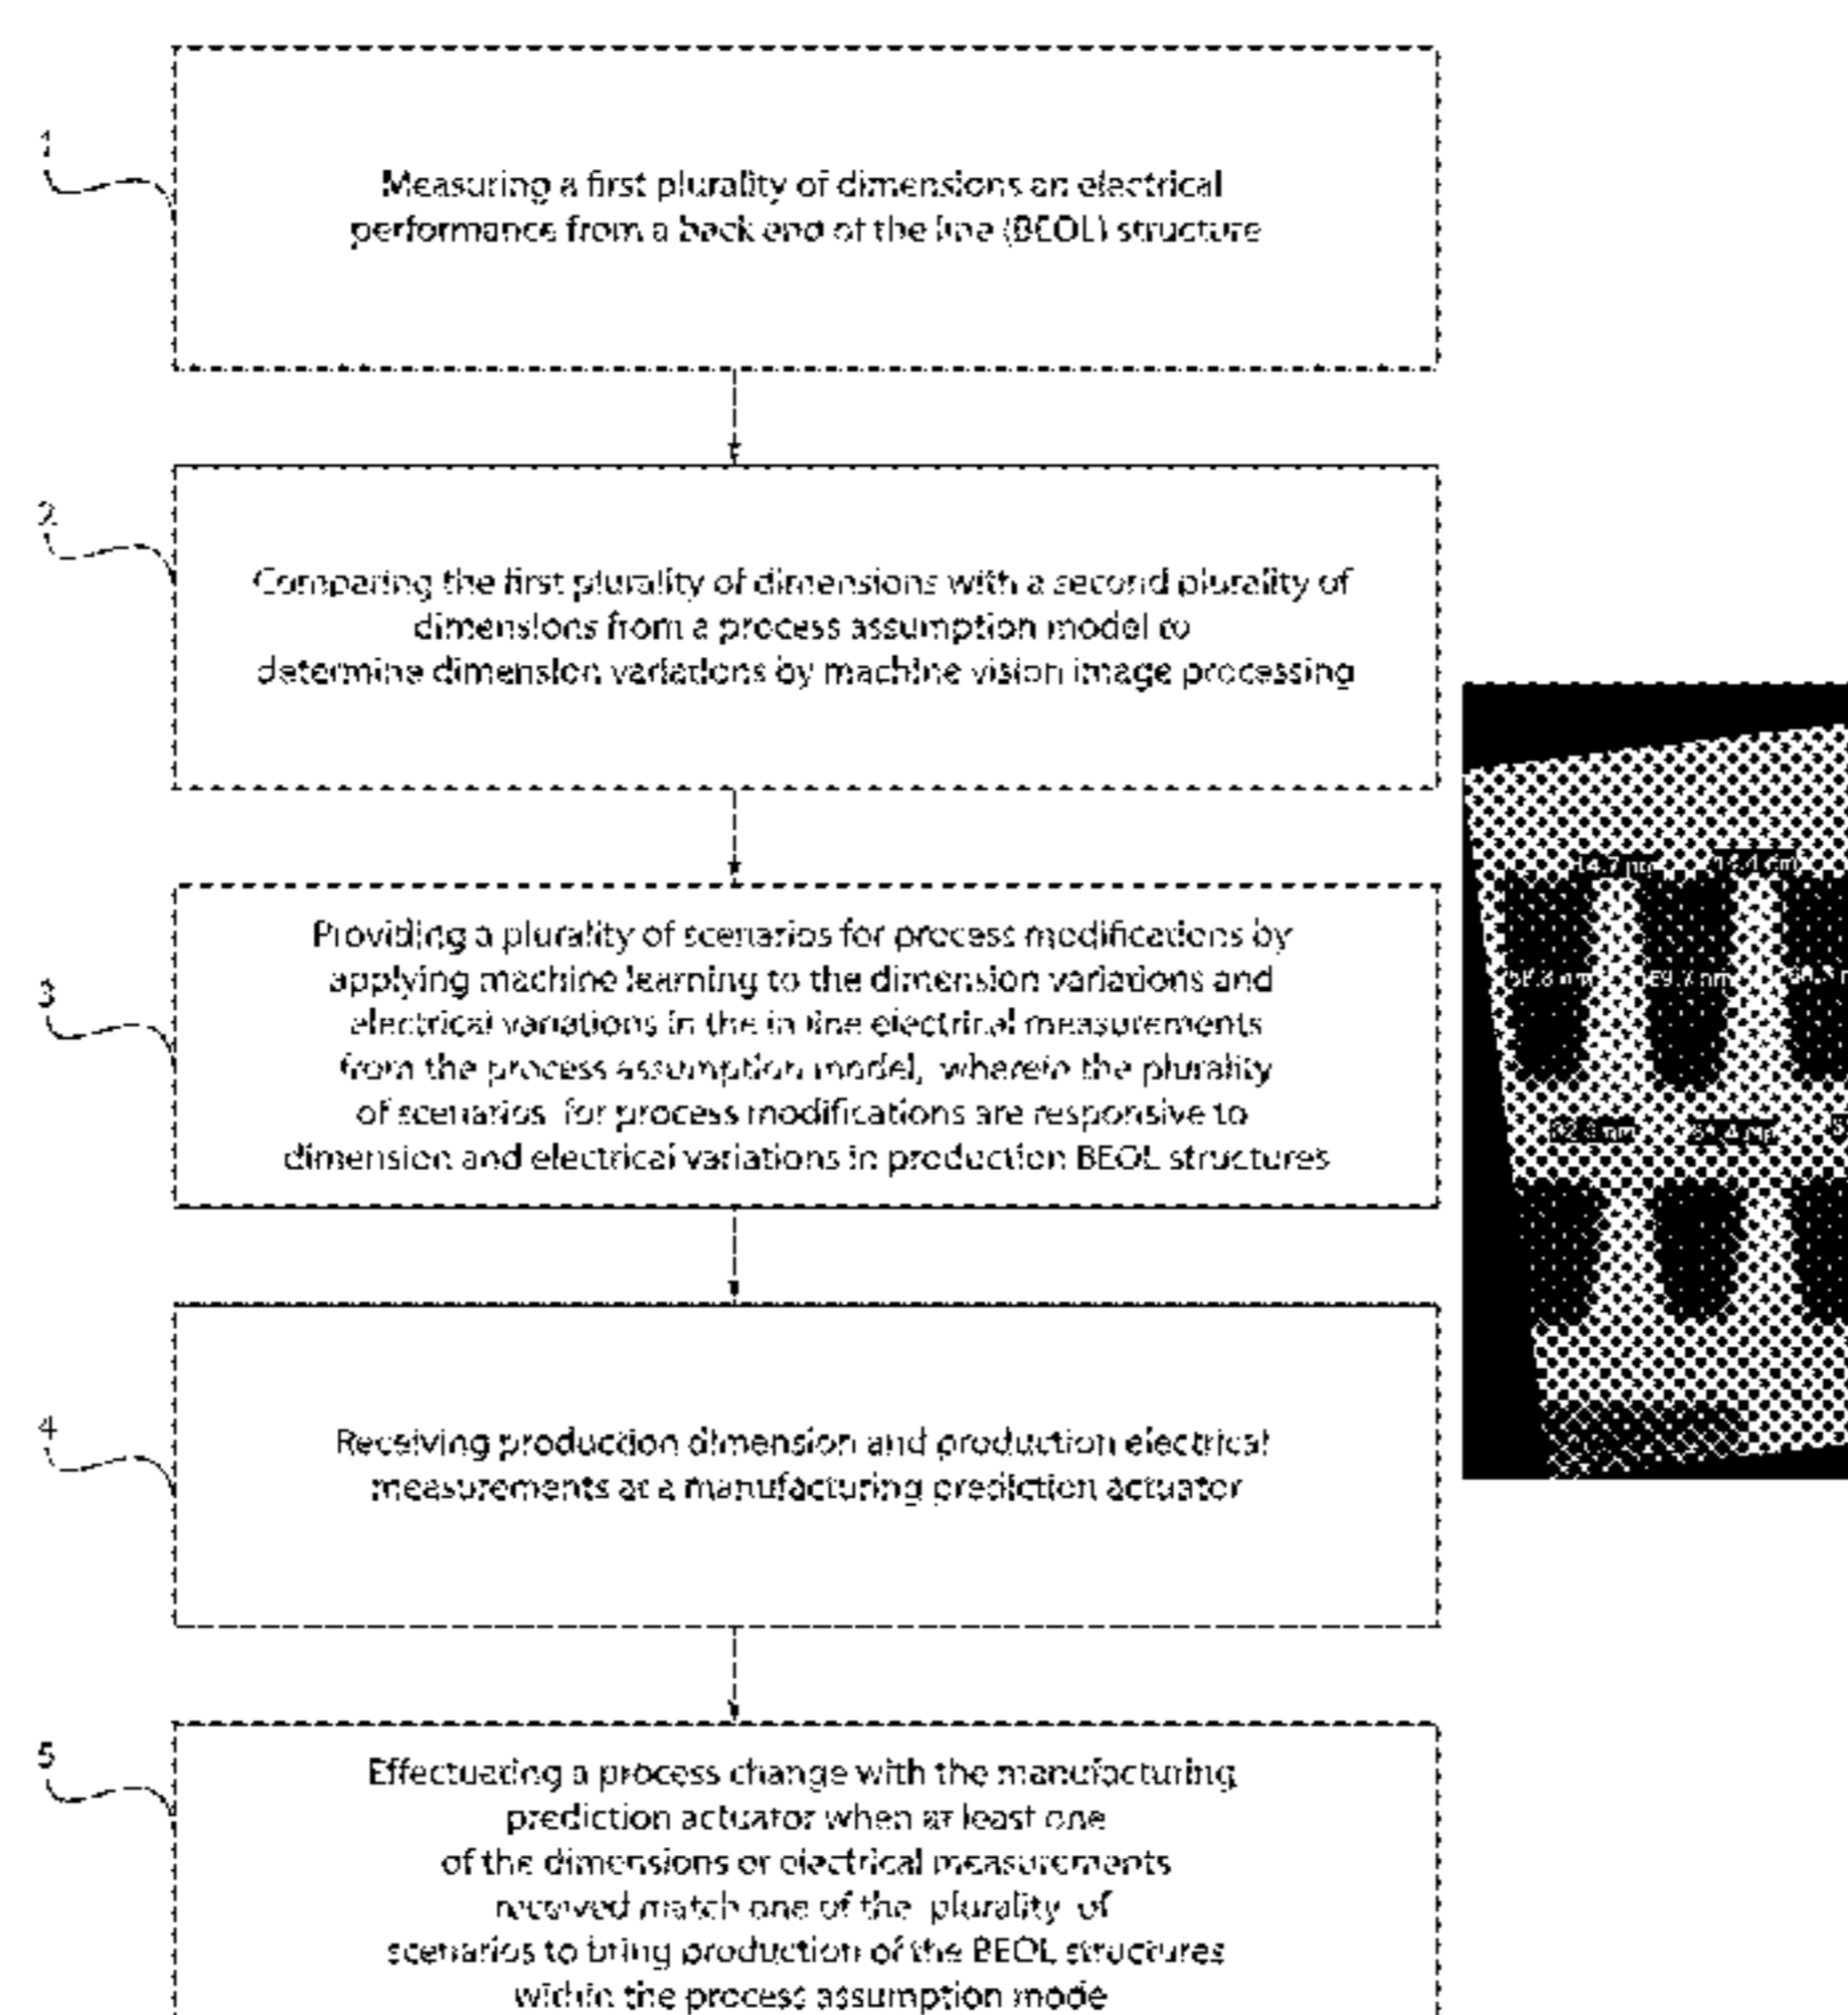 1
Measuring a first plurality of dimensions an electrical
performance from a back end of the line (BEOL) structure
2
Comparing the first plurality of dimensions with a second plurality of
dimensions from a process assumption model to
determine dimension variations by machine vision image processing
3
Providing a plurality of scenarios for process modifications by
applying machine learning to the dimension variations and
electrical variations in the in line electrical measurements
from the process assumption model, wherein the plurality
of scenarios for process modifications are responsive to
dimension and electrical variations in production BEOL structures
4
Receiving production dimension and production electrical
measurements at a manufacturing prediction actuator
5
Effectuating a process change with the manufacturing
prediction actuator when at least one
of the dimensions or electrical measurements
received match one of the plurality of
scenarios to bring production of the BEOL structures
within the process assumption mode